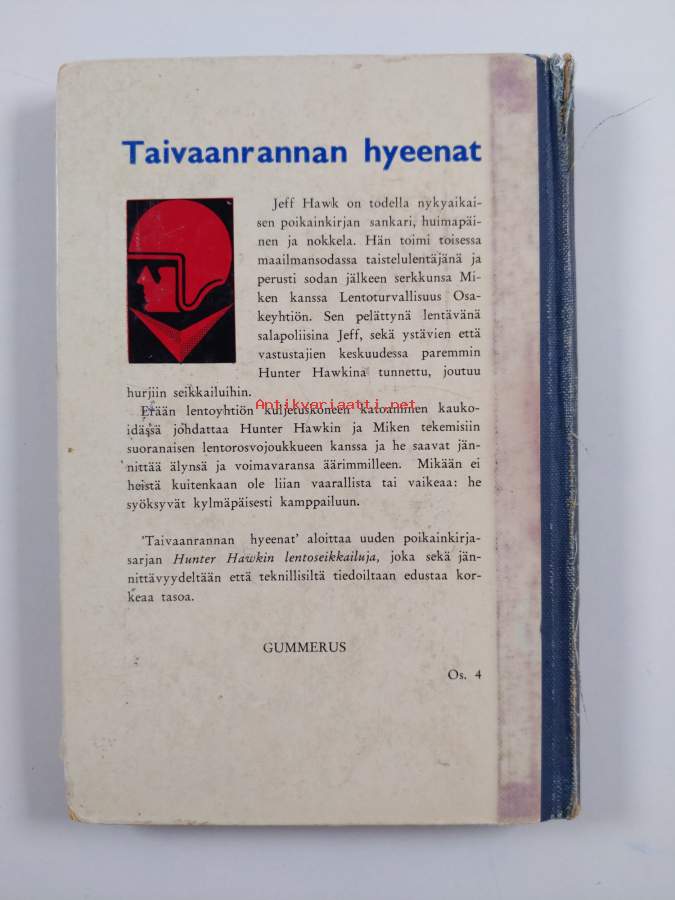 Taivaanrannan hyeenat
Jeff Hawk on todella nykyaikai-
sen poikainkirjan sankari, huimapäi-
nen ja nokkela. Hän toimi toisessa
maailmansodassa taistelulentäjänä ja
perusti sodan jälkeen serkkunsa Mi-
ken kanssa Lentoturvallisuus Osa-
keyhtiön. Sen pelättynä lentävänä
salapoliisina Jeff, sekä ystävien että
vastustajien keskuudessa paremmin
Hunter Hawkina tunnettu, joutuu
hurjiin seikkailuihin.
Antikvariaatti.net
Erään lentoyhtiön kuljetuskoneen katoaminen kauko-
idässä johdattaa Hunter Hawkin ja Miken tekemisiin
suoranaisen lentorosvojoukkueen kanssa ja he saavat jän-
nittää älynsä ja voimavaransa äärimmilleen. Mikään ei
heistä kuitenkaan ole liian vaarallista tai vaikeaa: he
syöksyvät kylmäpäisesti kamppailuun.
'Taivaanrannan hyeenat' aloittaa uuden poikainkirja-
sarjan Hunter Hawkin lentoseikkailuja, joka sekä jän-
nittävyydeltään että teknillisiltä tiedoiltaan edustaa kor-
keaa tasoa.
GUMMERUS
Os. 4